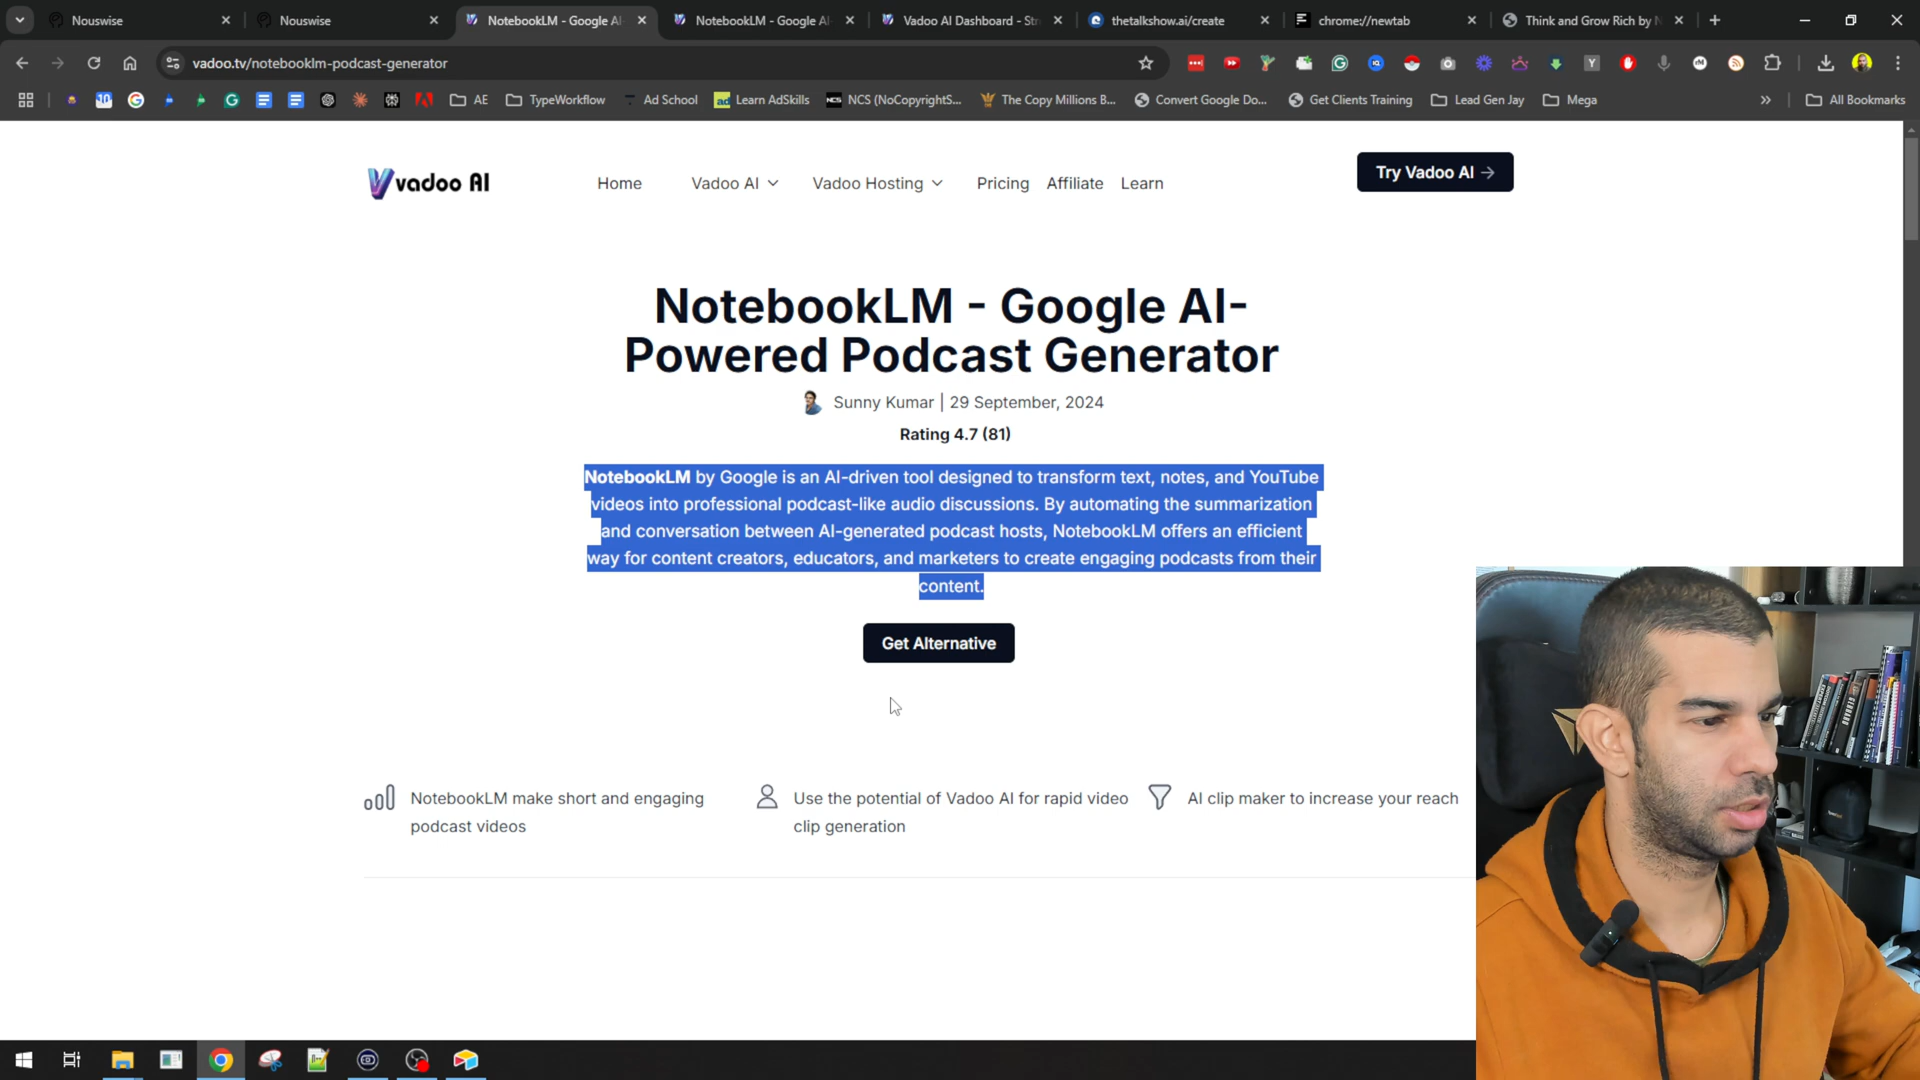 Nouswise
Nouswise
NotebookLM - Google AI-
NotebookLM - Google AI-
Vadoo AI Dashboard - Str
thetalkshow.ai/create
chrome://newtab
Think and Grow Rich by N
vadoo.tv/notebooklm-podcast-generator
AE
TypeWorkflow
Ad School
Learn AdSkills
NCS (NoCopyrightS...
The Copy Millions B...
Convert Google Do...
Get Clients Training
Lead Gen Jay
Mega
All Bookmarks
vadoo AI
Home
Vadoo AI
Vadoo Hosting
Pricing
Affiliate
Learn
Try Vadoo AI →
NotebookLM - Google AI-
Powered Podcast Generator
Sunny Kumar | 29 September, 2024
Rating 4.7 (81)
NotebookLM by Google is an AI-driven tool designed to transform text, notes, and YouTube
videos into professional podcast-like audio discussions. By automating the summarization
and conversation between AI-generated podcast hosts, NotebookLM offers an efficient
way for content creators, educators, and marketers to create engaging podcasts from their
content.
Get Alternative
NotebookLM make short and engaging
podcast videos
Use the potential of Vadoo AI for rapid video
clip generation
AI clip maker to increase your reach